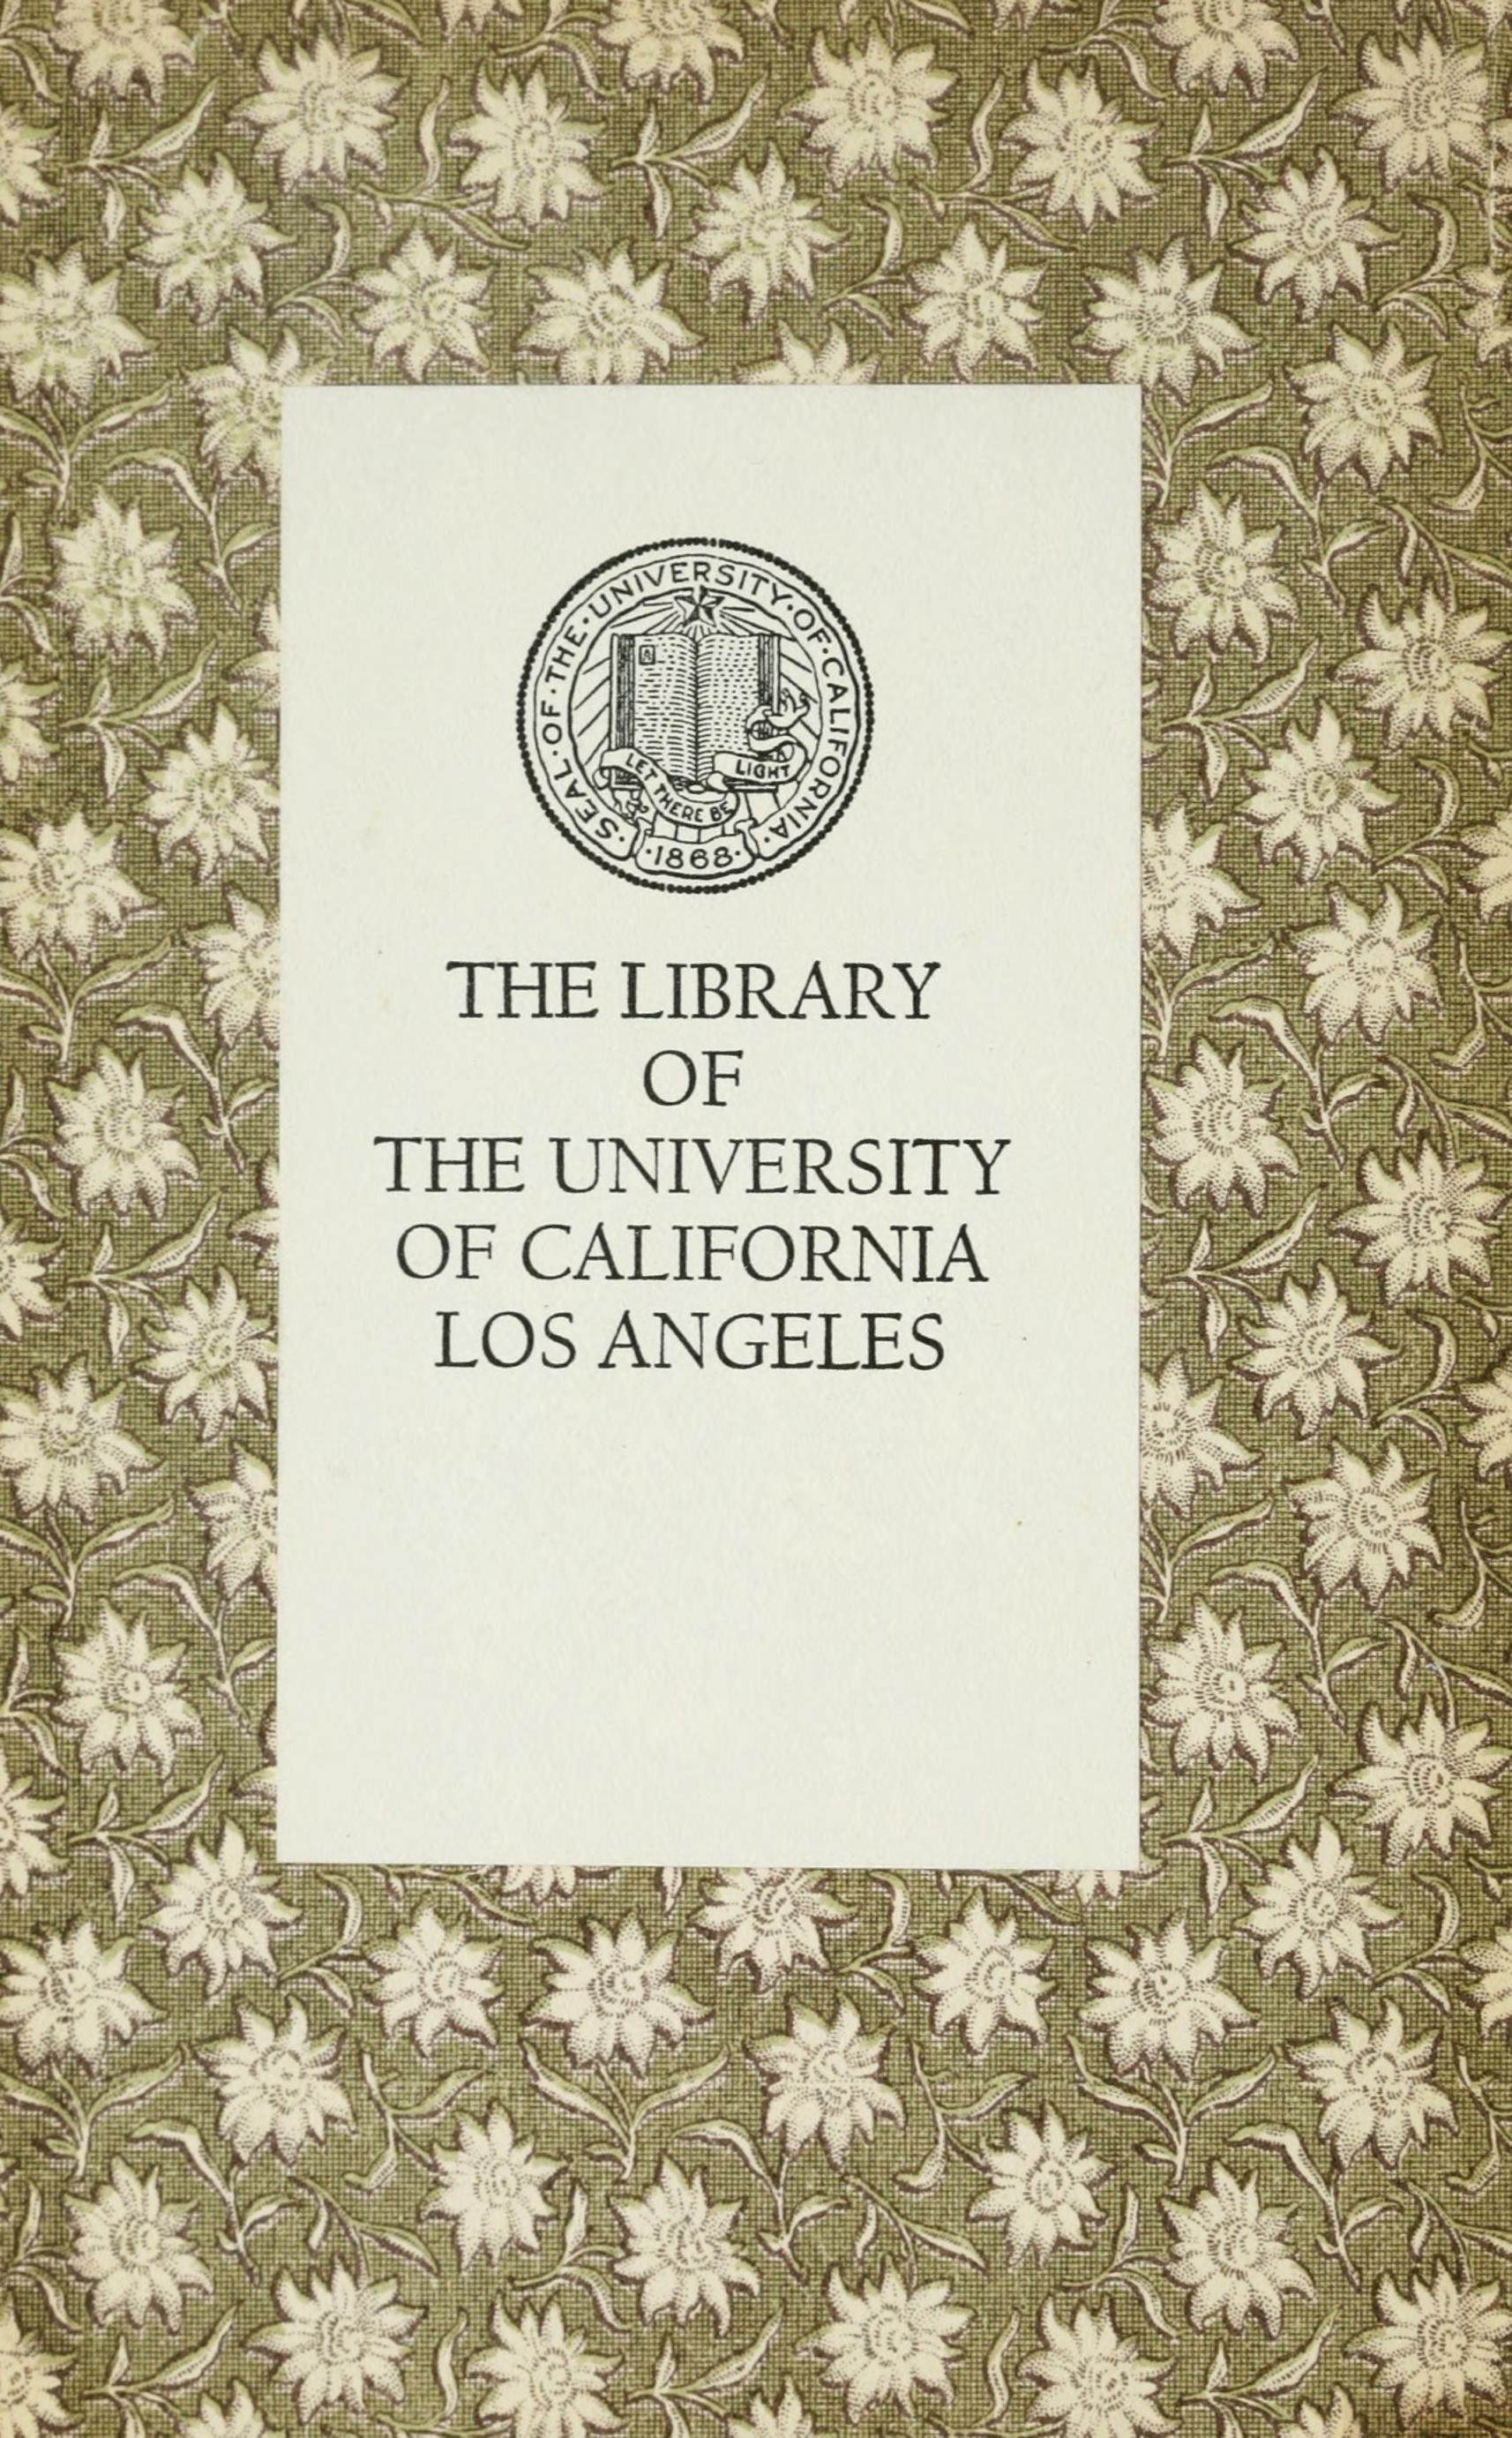 SEAL·OF·THE·UNIVERSITY·OF·CALIFORNIA·
LET THERE BE LIGHT
·1868·
THE LIBRARY
OF
THE UNIVERSITY
OF CALIFORNIA
LOS ANGELES